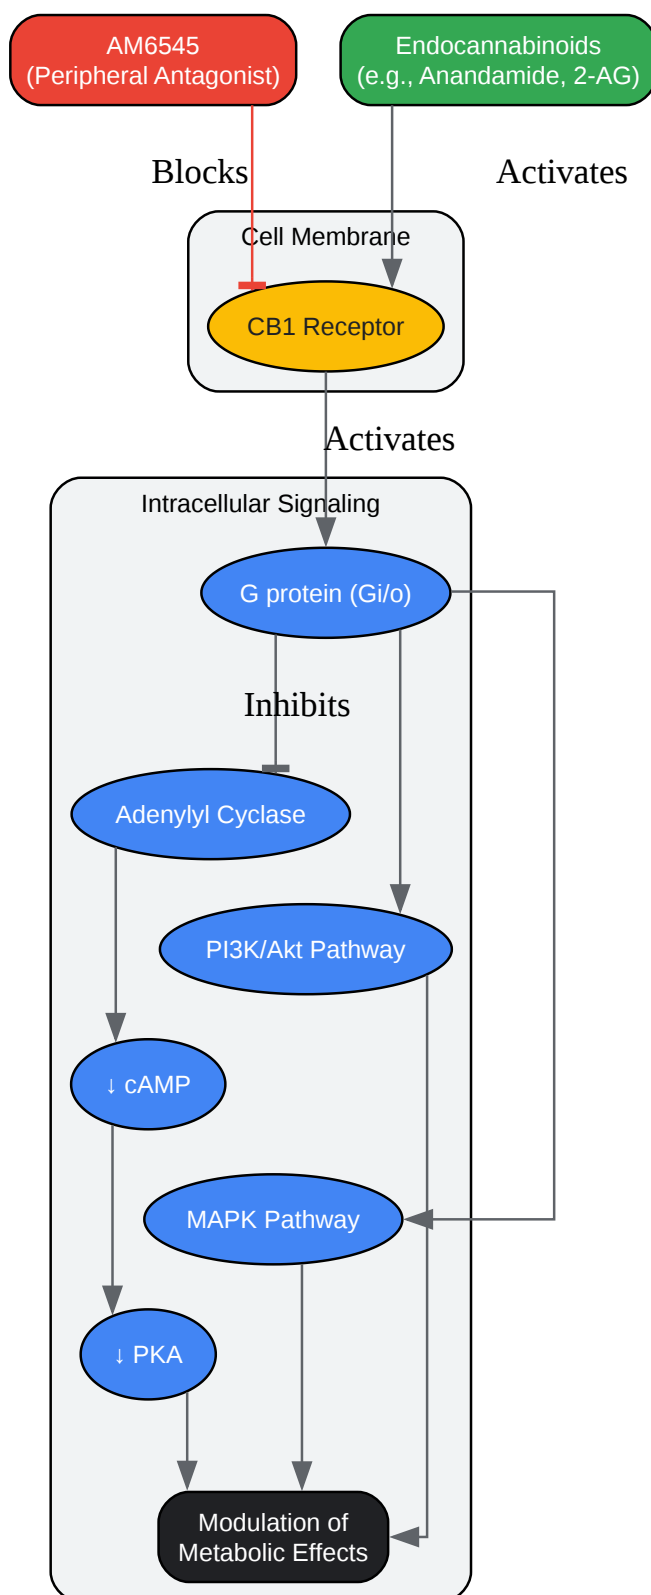 AM6545
(Peripheral Antagonist)
Endocannabinoids
(e.g., Anandamide, 2-AG)
Blocks
Activates
Cell Membrane
CB1 Receptor
Activates
Intracellular Signaling
G protein (Gi/o)
Inhibits
Adenylyl Cyclase
PI3K/Akt Pathway
↓ cAMP
MAPK Pathway
↓ PKA
Modulation of
Metabolic Effects